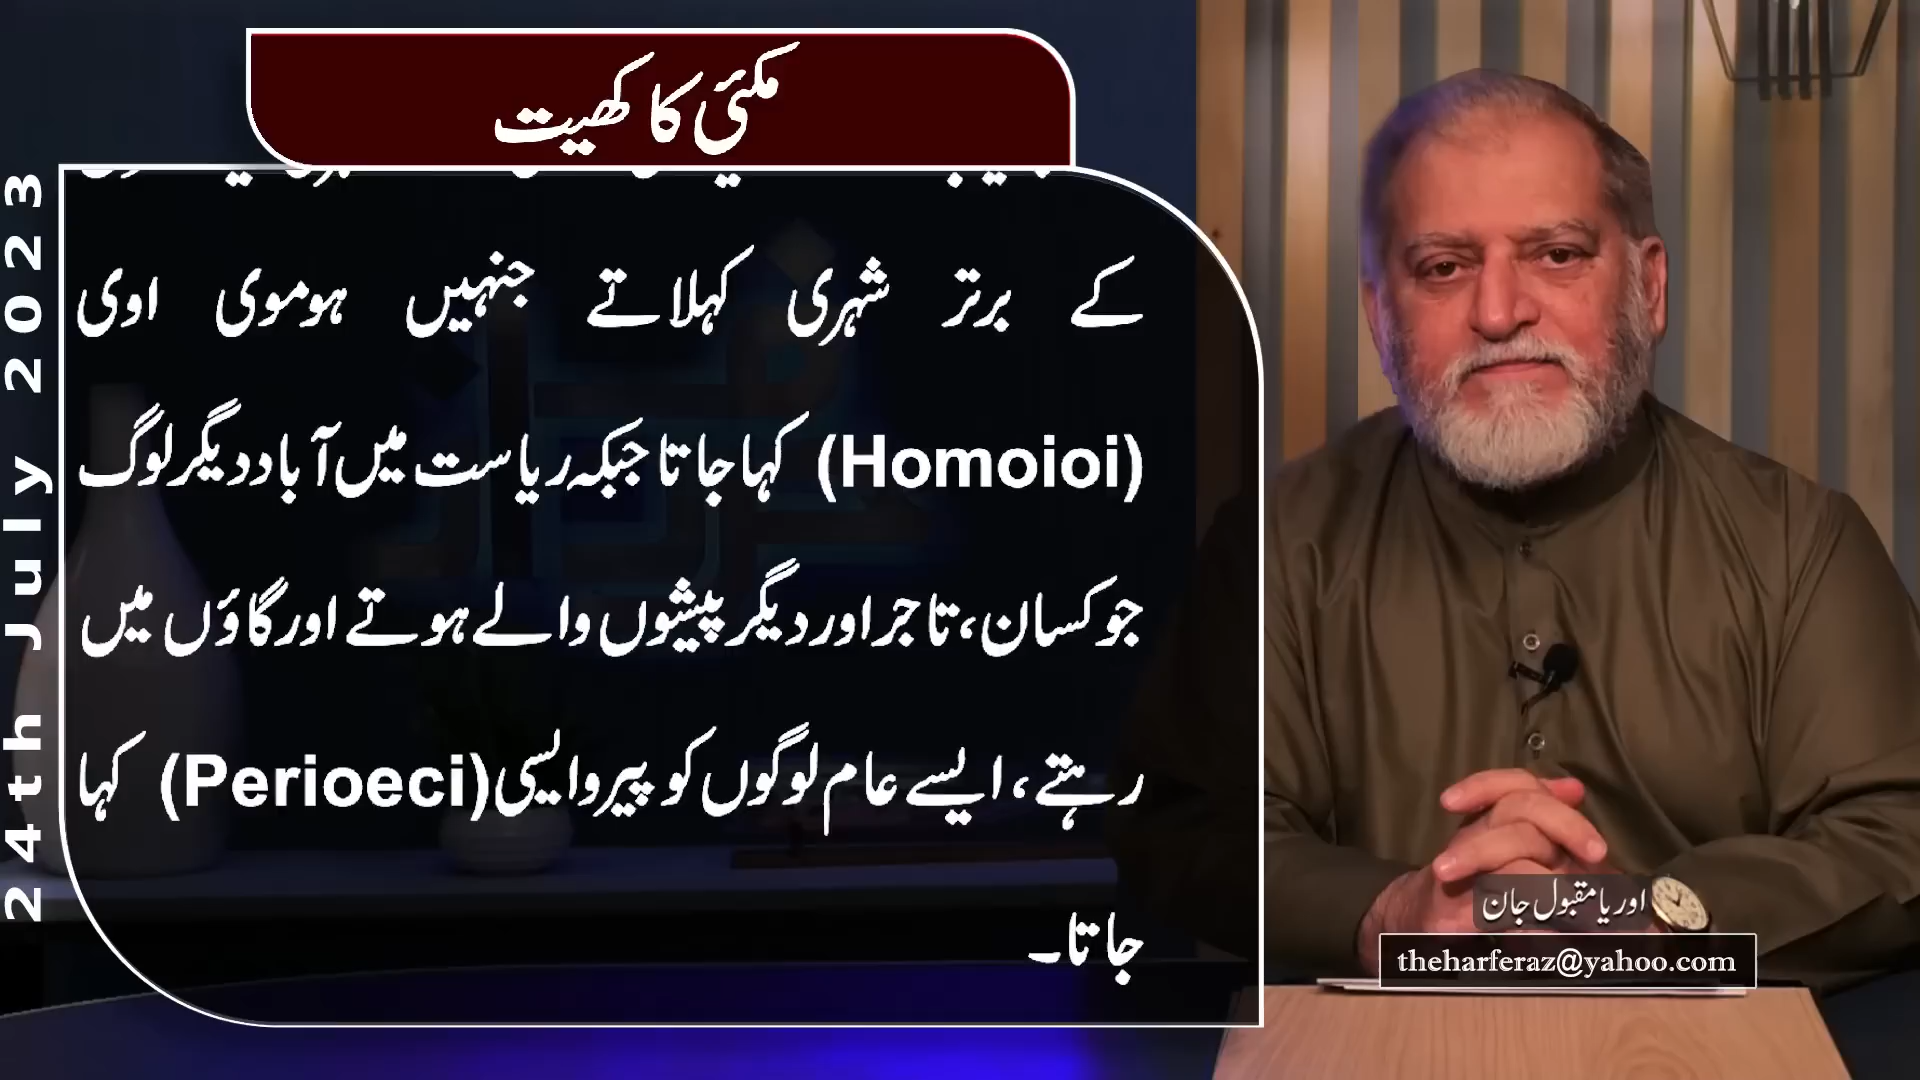 مکئی کا کھیت
کے برتر شہری کہلاتے جنہیں ہوموی اوی
(Homoioi) کہا جاتا جبکہ ریاست میں آباد دیگر لوگ
جو کسان، تاجر اور دیگر پیشوں والے ہوتے اور گاؤں میں
رہتے، ایسے عام لوگوں کو پیروایسی (Perioeci) کہا
جاتا۔
24th July 2023
اوریا مقبول جان
theharferaz@yahoo.com